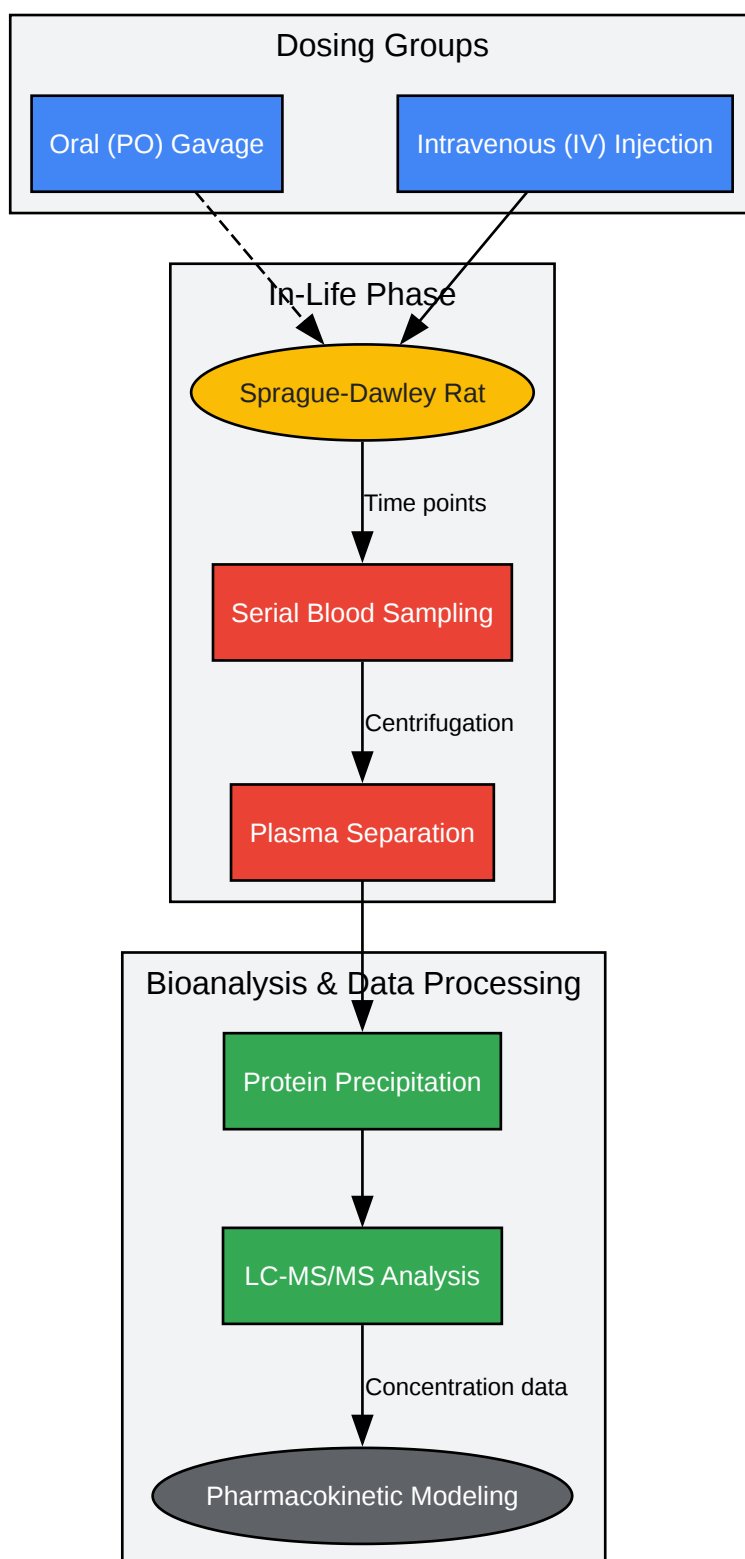 Dosing Groups
Oral (PO) Gavage
Intravenous (IV) Injection
In-Life Phase
Sprague-Dawley Rat
Time points
Serial Blood Sampling
Centrifugation
Plasma Separation
Bioanalysis & Data Processing
Protein Precipitation
LC-MS/MS Analysis
Concentration data
Pharmacokinetic Modeling